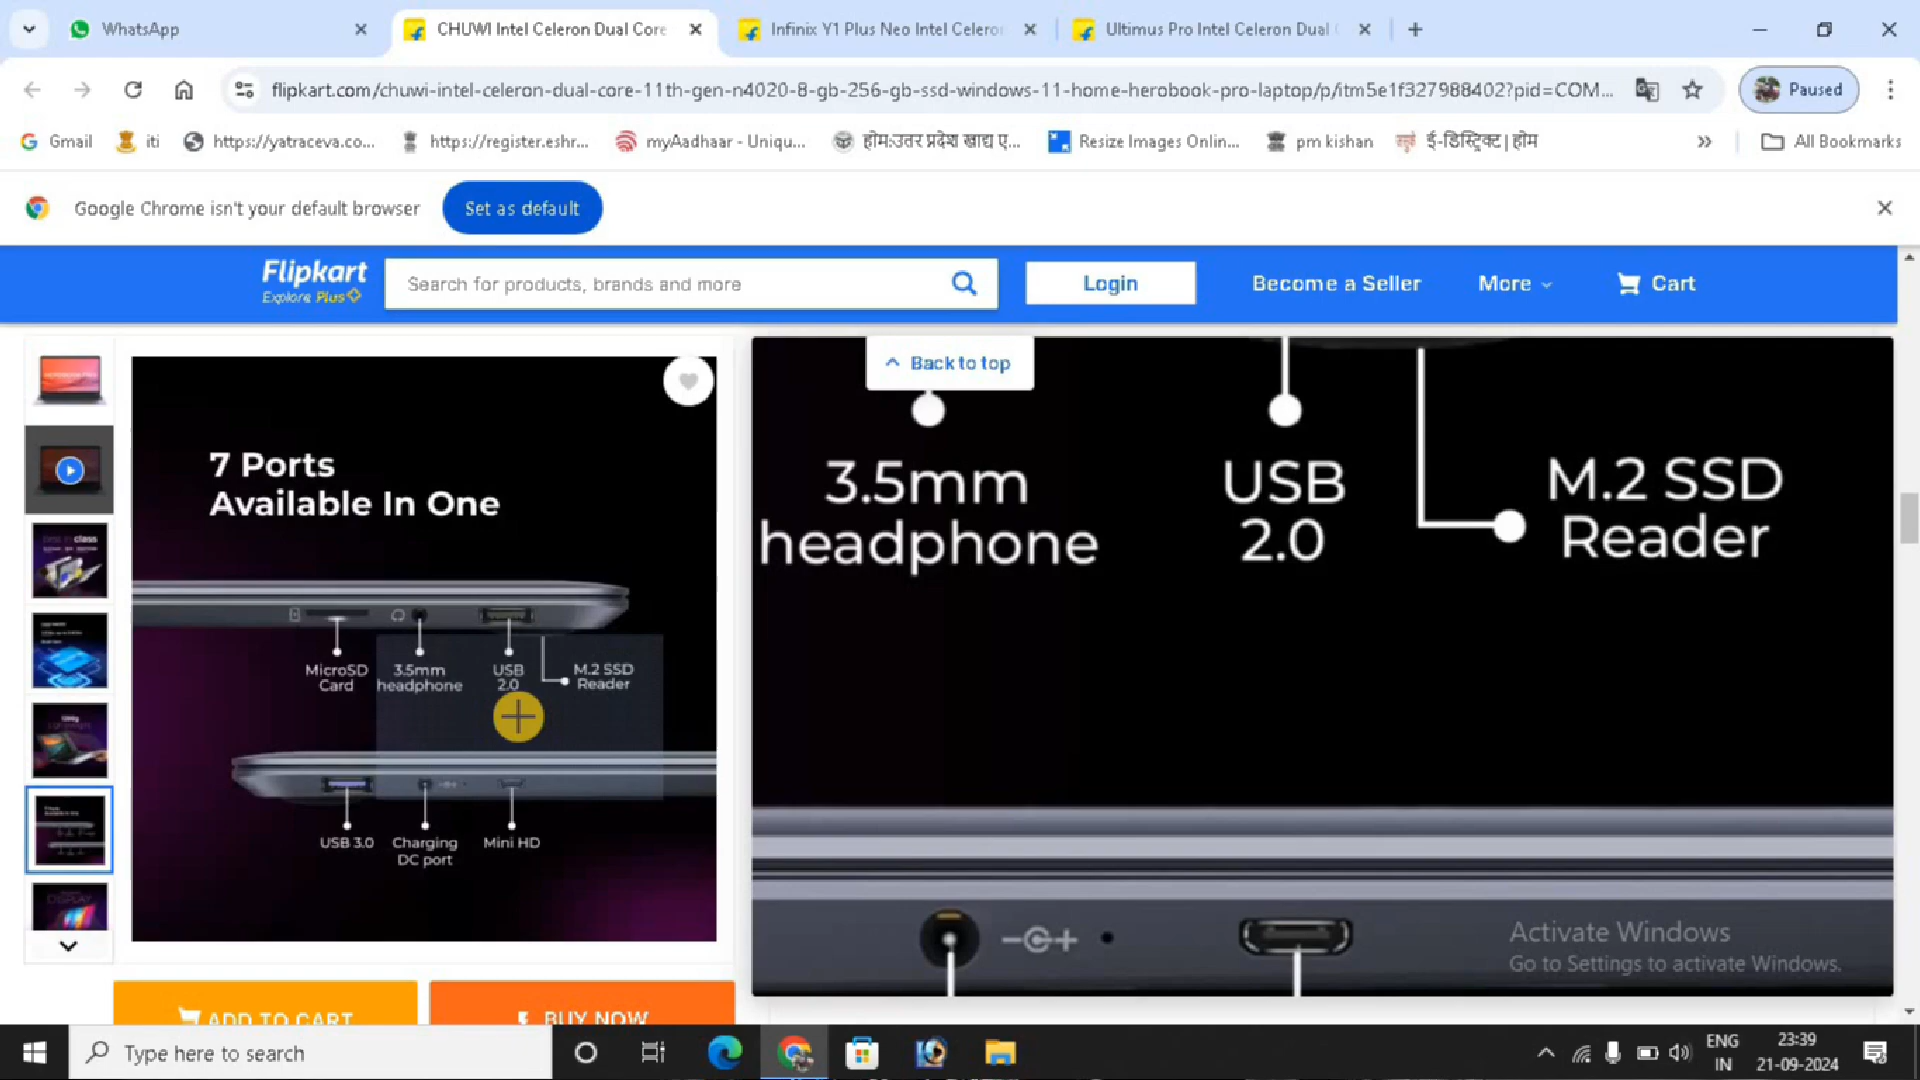 WhatsApp
CHUWI Intel Celeron Dual Core
Infinix Y1 Plus Neo Intel Celero
Ultimus Pro Intel Celeron Dual
flipkart.com/chuwi-intel-celeron-dual-core-11th-gen-n4020-8-gb-256-gb-ssd-windows-11-home-herobook-pro-laptop/p/itm5e1f327988402?pid=COM...
Paused
Gmail
iti
https://yatraceva.co...
https://register.eshr...
myAadhaar - Uniqu...
होम:उतर प्रदेश खाद्य ए...
Resize Images Onlin...
pm kishan
ई-डिस्ट्रिक्ट | होम
All Bookmarks
Google Chrome isn't your default browser
Set as default
Flipkart
Explore Plus
Search for products, brands and more
Login
Become a Seller
More
Cart
7 Ports
Available In One
MicroSD
Card
3.5mm
headphone
USB
2.0
M.2 SSD
Reader
USB 3.0
Charging
DC port
Mini HD
ADD TO CART
BUY NOW
Back to top
3.5mm
headphone
USB
2.0
M.2 SSD
Reader
Activate Windows
Go to Settings to activate Windows.
Type here to search
ENG
IN
23:39
21-09-2024